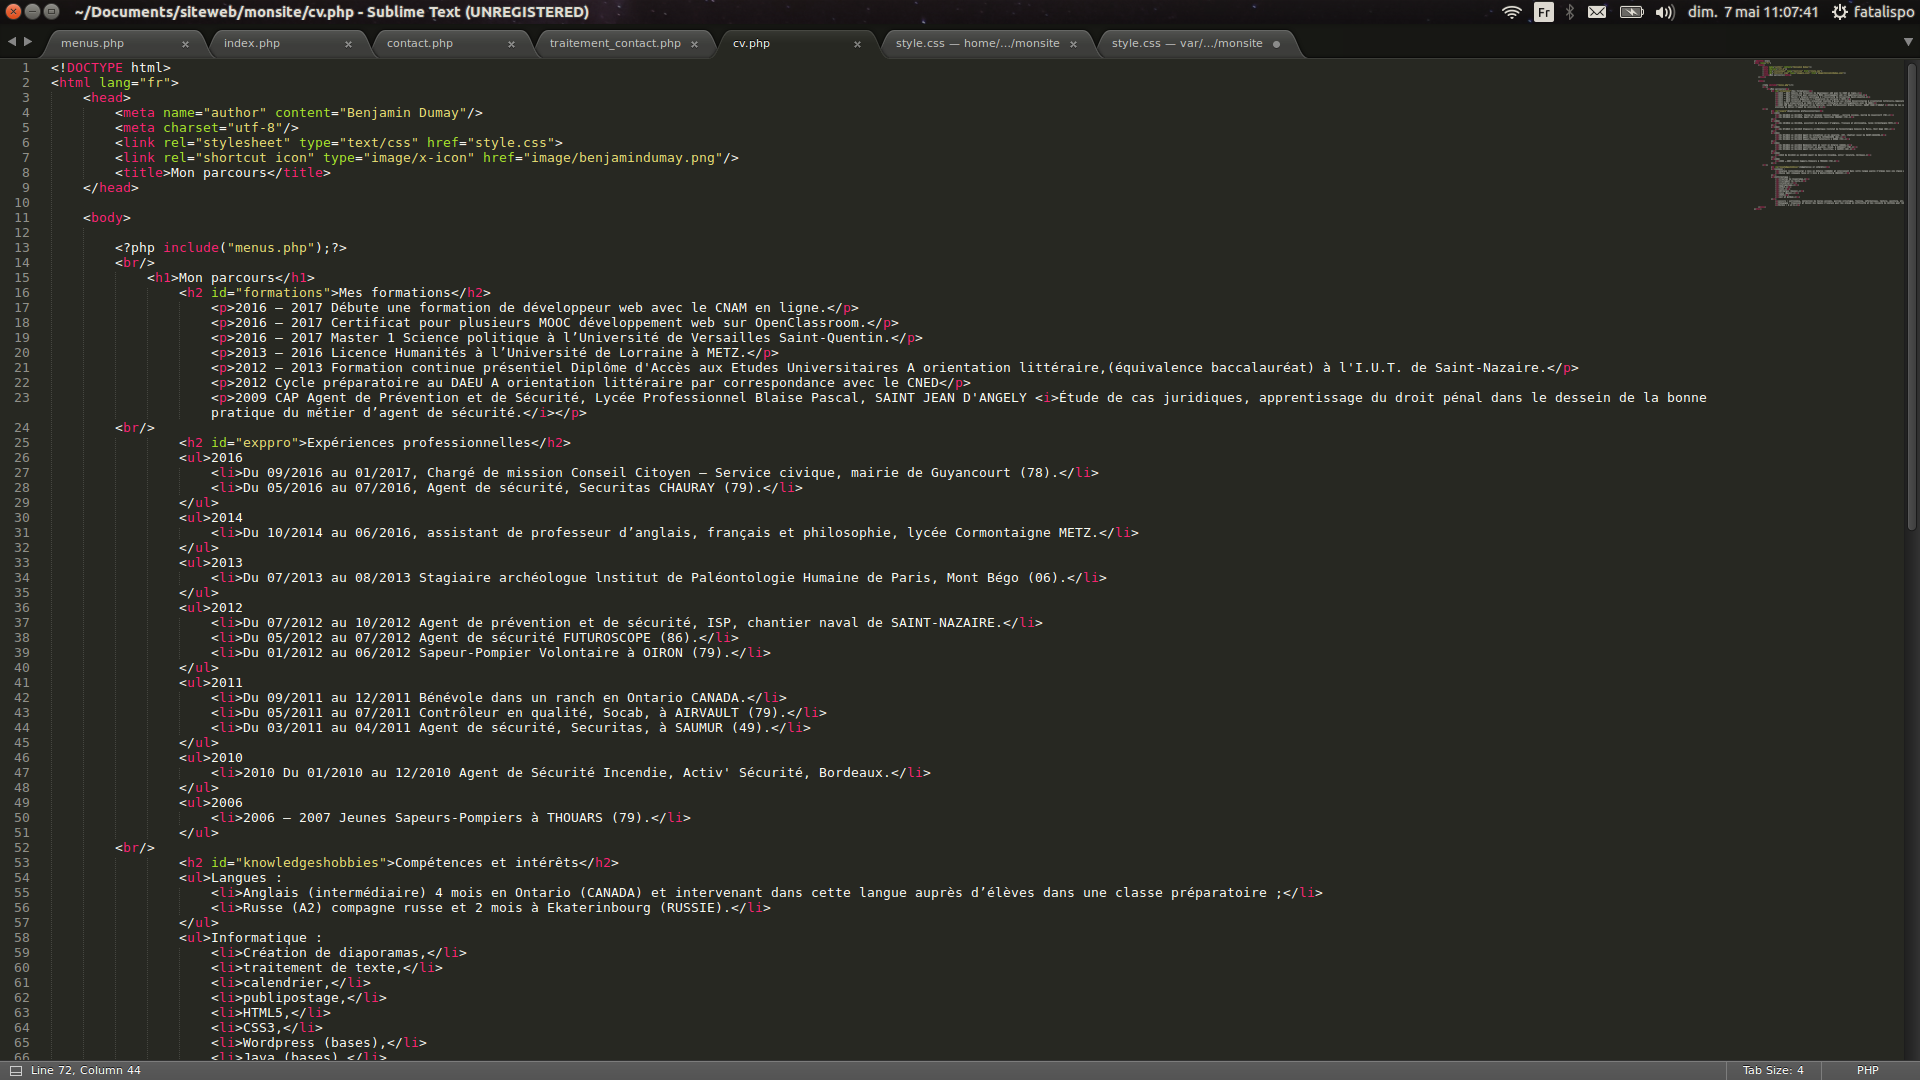 ~/Documents/siteweb/monsite/cv.php - Sublime Text (UNREGISTERED)
Fr
dim. 7 mai 11:07:41
fatalispo
menus.php
index.php
contact.php
traitement_contact.php
cv.php
style.css — home/.../monsite
style.css — var/.../monsite
1 <!DOCTYPE html>
2 <html lang="fr">
3 <head>
4 <meta name="author" content="Benjamin Dumay"/>
5 <meta charset="utf-8"/>
6 <link rel="stylesheet" type="text/css" href="style.css">
7 <link rel="shortcut icon" type="image/x-icon" href="image/benjamindumay.png"/>
8 <title>Mon parcours</title>
9 </head>
10
11 <body>
12
13 <?php include("menus.php");?>
14 <br/>
15 <h1>Mon parcours</h1>
16 <h2 id="formations">Mes formations</h2>
17 <p>2016 – 2017 Débute une formation de développeur web avec le CNAM en ligne.</p>
18 <p>2016 – 2017 Certificat pour plusieurs MOOC développement web sur OpenClassroom.</p>
19 <p>2016 – 2017 Master 1 Science politique à l’Université de Versailles Saint-Quentin.</p>
20 <p>2013 – 2016 Licence Humanités à l’Université de Lorraine à METZ.</p>
21 <p>2012 – 2013 Formation continue présentiel Diplôme d'Accès aux Etudes Universitaires A orientation littéraire,(équivalence baccalauréat) à l'I.U.T. de Saint-Nazaire.</p>
22 <p>2012 Cycle préparatoire au DAEU A orientation littéraire par correspondance avec le CNED</p>
23 <p>2009 CAP Agent de Prévention et de Sécurité, Lycée Professionnel Blaise Pascal, SAINT JEAN D'ANGELY <i>Étude de cas juridiques, apprentissage du droit pénal dans le dessein de la bonne
pratique du métier d’agent de sécurité.</i></p>
24 <br/>
25 <h2 id="exppro">Expériences professionnelles</h2>
26 <ul>2016
27 <li>Du 09/2016 au 01/2017, Chargé de mission Conseil Citoyen – Service civique, mairie de Guyancourt (78).</li>
28 <li>Du 05/2016 au 07/2016, Agent de sécurité, Securitas CHAURAY (79).</li>
29 </ul>
30 <ul>2014
31 <li>Du 10/2014 au 06/2016, assistant de professeur d’anglais, français et philosophie, lycée Cormontaigne METZ.</li>
32 </ul>
33 <ul>2013
34 <li>Du 07/2013 au 08/2013 Stagiaire archéologue lnstitut de Paléontologie Humaine de Paris, Mont Bégo (06).</li>
35 </ul>
36 <ul>2012
37 <li>Du 07/2012 au 10/2012 Agent de prévention et de sécurité, ISP, chantier naval de SAINT-NAZAIRE.</li>
38 <li>Du 05/2012 au 07/2012 Agent de sécurité FUTUROSCOPE (86).</li>
39 <li>Du 01/2012 au 06/2012 Sapeur-Pompier Volontaire à OIRON (79).</li>
40 </ul>
41 <ul>2011
42 <li>Du 09/2011 au 12/2011 Bénévole dans un ranch en Ontario CANADA.</li>
43 <li>Du 05/2011 au 07/2011 Contrôleur en qualité, Socab, à AIRVAULT (79).</li>
44 <li>Du 03/2011 au 04/2011 Agent de sécurité, Securitas, à SAUMUR (49).</li>
45 </ul>
46 <ul>2010
47 <li>2010 Du 01/2010 au 12/2010 Agent de Sécurité Incendie, Activ' Sécurité, Bordeaux.</li>
48 </ul>
49 <ul>2006
50 <li>2006 – 2007 Jeunes Sapeurs-Pompiers à THOUARS (79).</li>
51 </ul>
52 <br/>
53 <h2 id="knowledgeshobbies">Compétences et intérêts</h2>
54 <ul>Langues :
55 <li>Anglais (intermédiaire) 4 mois en Ontario (CANADA) et intervenant dans cette langue auprès d’élèves dans une classe préparatoire ;</li>
56 <li>Russe (A2) compagne russe et 2 mois à Ekaterinbourg (RUSSIE).</li>
57 </ul>
58 <ul>Informatique :
59 <li>Création de diaporamas,</li>
60 <li>traitement de texte,</li>
61 <li>calendrier,</li>
62 <li>publipostage,</li>
63 <li>HTML5,</li>
64 <li>CSS3,</li>
65 <li>Wordpress (bases),</li>
66 <li>Java (bases),</li>
Line 72, Column 44
Tab Size: 4
PHP